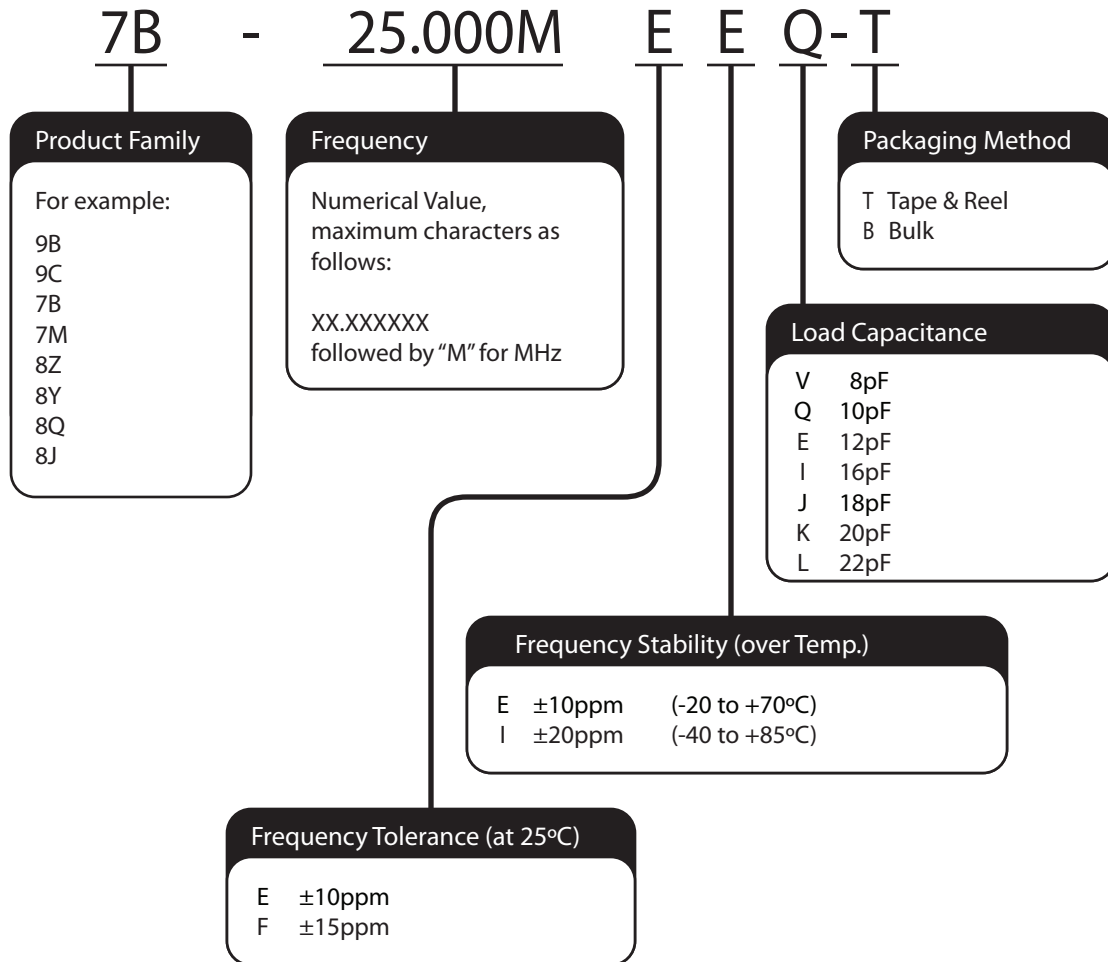 7B - 25.000M E E Q-T
Product Family
For example:
9B
9C
7B
7M
8Z
8Y
8Q
8J
Frequency
Numerical Value,
maximum characters as
follows:
XX.XXXXXX
followed by “M” for MHz
Packaging Method
T Tape & Reel
B Bulk
Load Capacitance
V 8pF
Q 10pF
E 12pF
I 16pF
J 18pF
K 20pF
L 22pF
Frequency Stability (over Temp.)
E ±10ppm (-20 to +70ºC)
I ±20ppm (-40 to +85ºC)
Frequency Tolerance (at 25ºC)
E ±10ppm
F ±15ppm